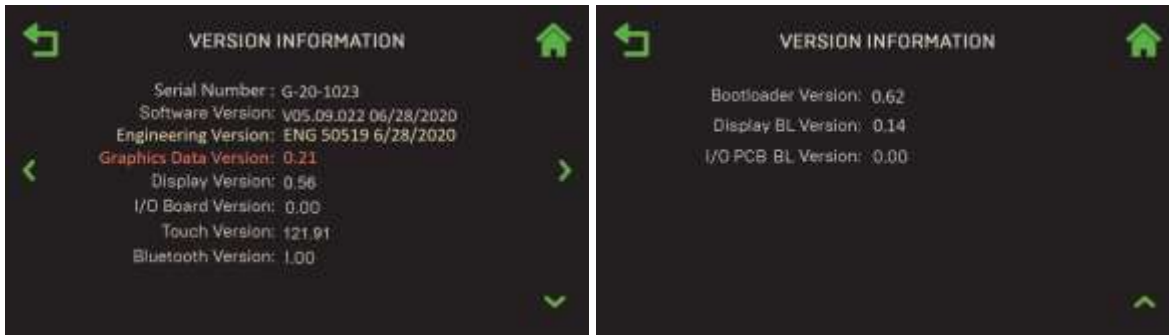 VERSION INFORMATION
Serial Number : G-20-1023
Software Version: V05.09.022 06/28/2020
Engineering Version: ENG 50519 6/28/2020
Graphics Data Version: 0.21
Display Version: 0.56
I/O Board Version: 0.00
Touch Version: 121.91
Bluetooth Version: 1.00
VERSION INFORMATION
Bootloader Version: 0.62
Display BL Version: 0.14
I/O PCB BL Version: 0.00